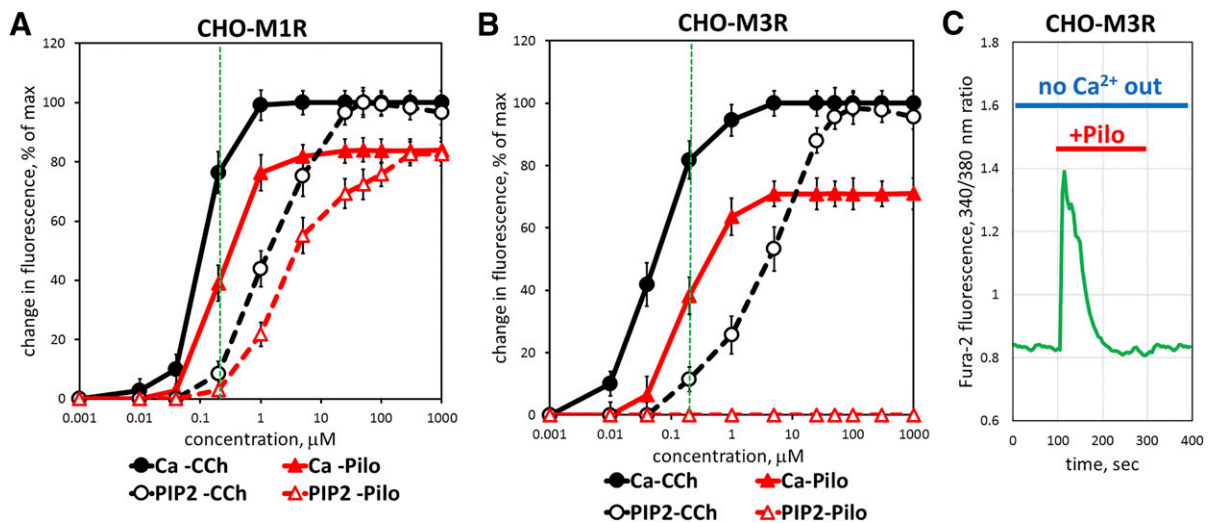 A
CHO-M1R
change in fluorescence, % of max
120
100
80
60
40
20
0
0.001 0.01 0.1 1 10 100 1000
concentration, µM
Ca -CCh Ca -Pilo
PIP2 -CCh PIP2 -Pilo
B
CHO-M3R
change in fluorescence, % of max
120
100
80
60
40
20
0
0.001 0.01 0.1 1 10 100 1000
concentration, µM
Ca-CCh Ca-Pilo
PIP2-CCh PIP2-Pilo
C
CHO-M3R
Fura-2 fluorescence, 340/380 nm ratio
1.8
1.6
1.4
1.2
1
0.8
0.6
no Ca²⁺ out
+Pilo
0 100 200 300 400
time, sec